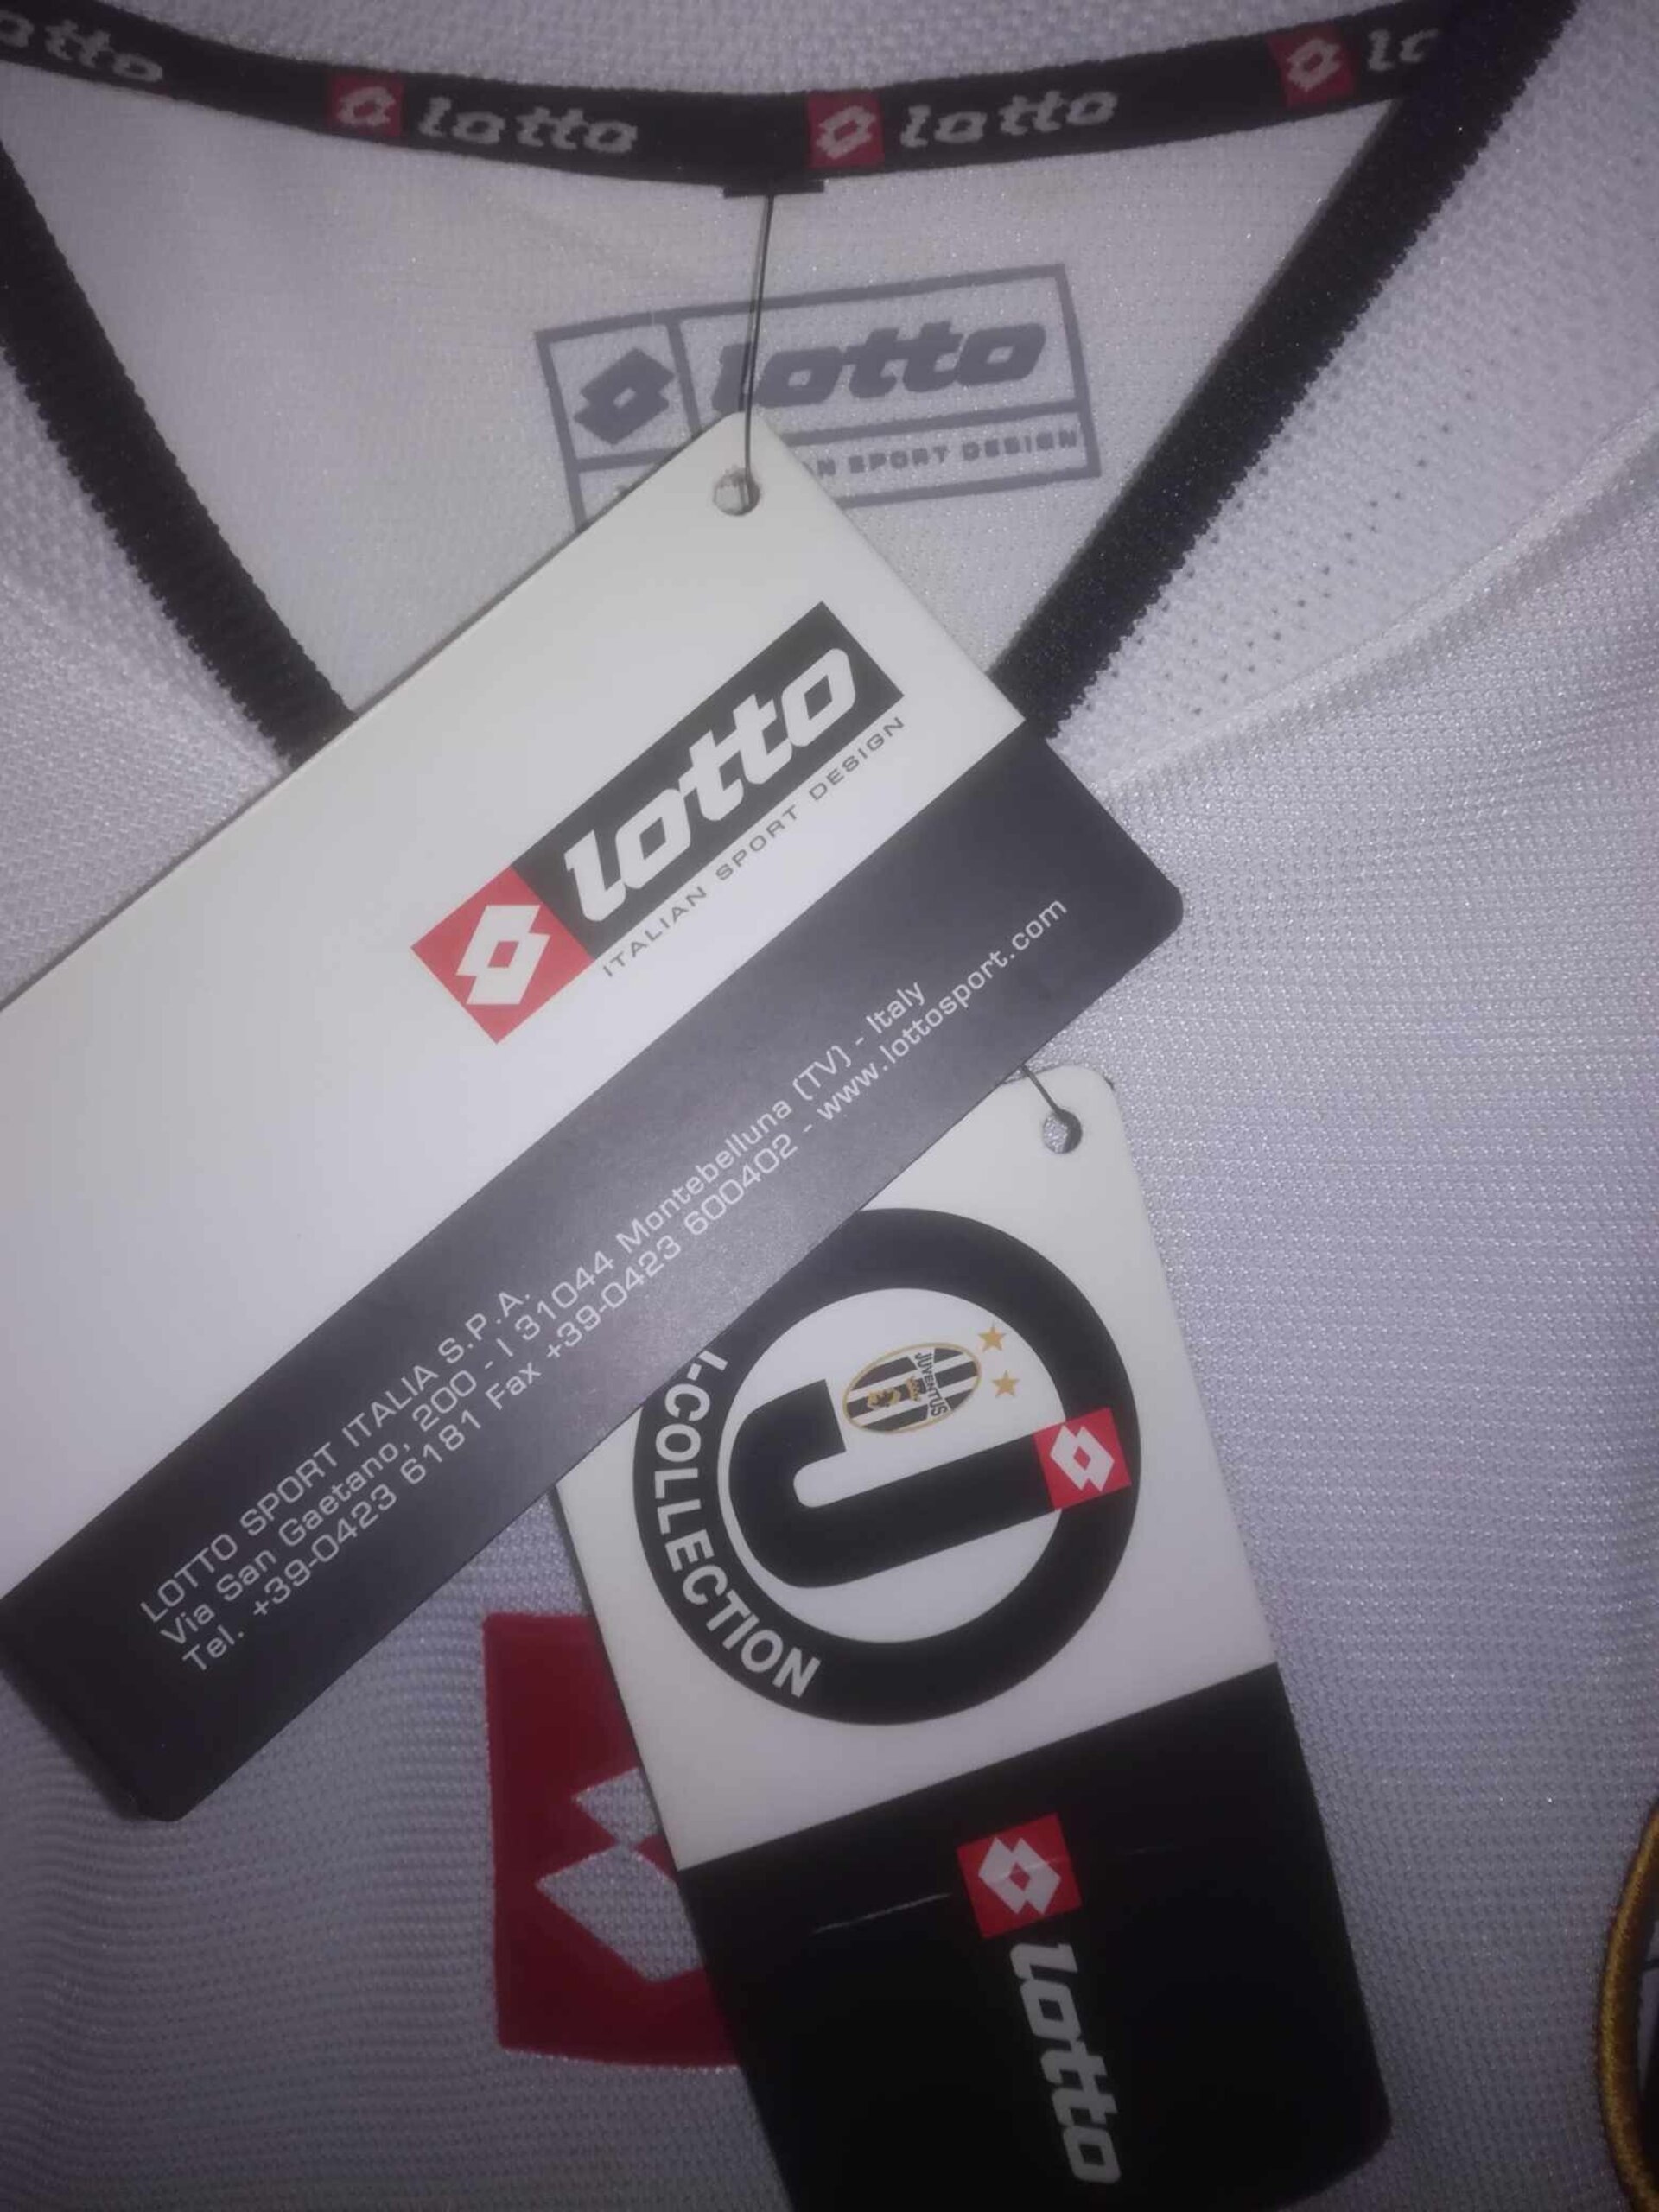 lotto
lotto
lotto
lotto
SPORT DESIGN
lotto
ITALIAN SPORT DESIGN
LOTTO SPORT ITALIA S.P.A.
Via San Gaetano, 200 - I 31044 Montebelluna (TV) - Italy
Tel. +39-0423 6181 Fax +39-0423 600402 - www.lottosport.com
JUVENTUS
COLLECTION
lotto